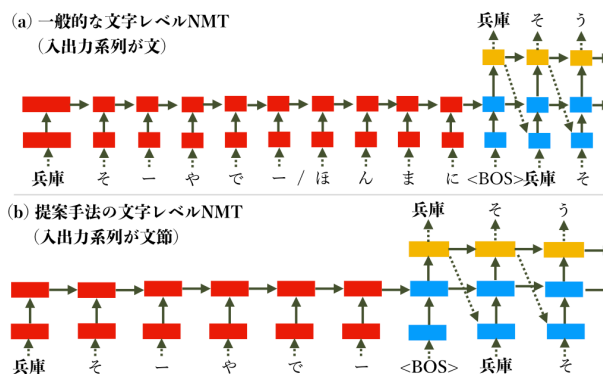 (a) 一般的な文字レベルNMT
(入出力系列が文)
兵庫 そ う
兵庫 そ ー や で ー / ほ ん ま に <BOS> 兵庫 そ
(b) 提案手法の文字レベルNMT
(入出力系列が文節)
兵庫 そ う
兵庫 そ ー や で ー <BOS> 兵庫 そ